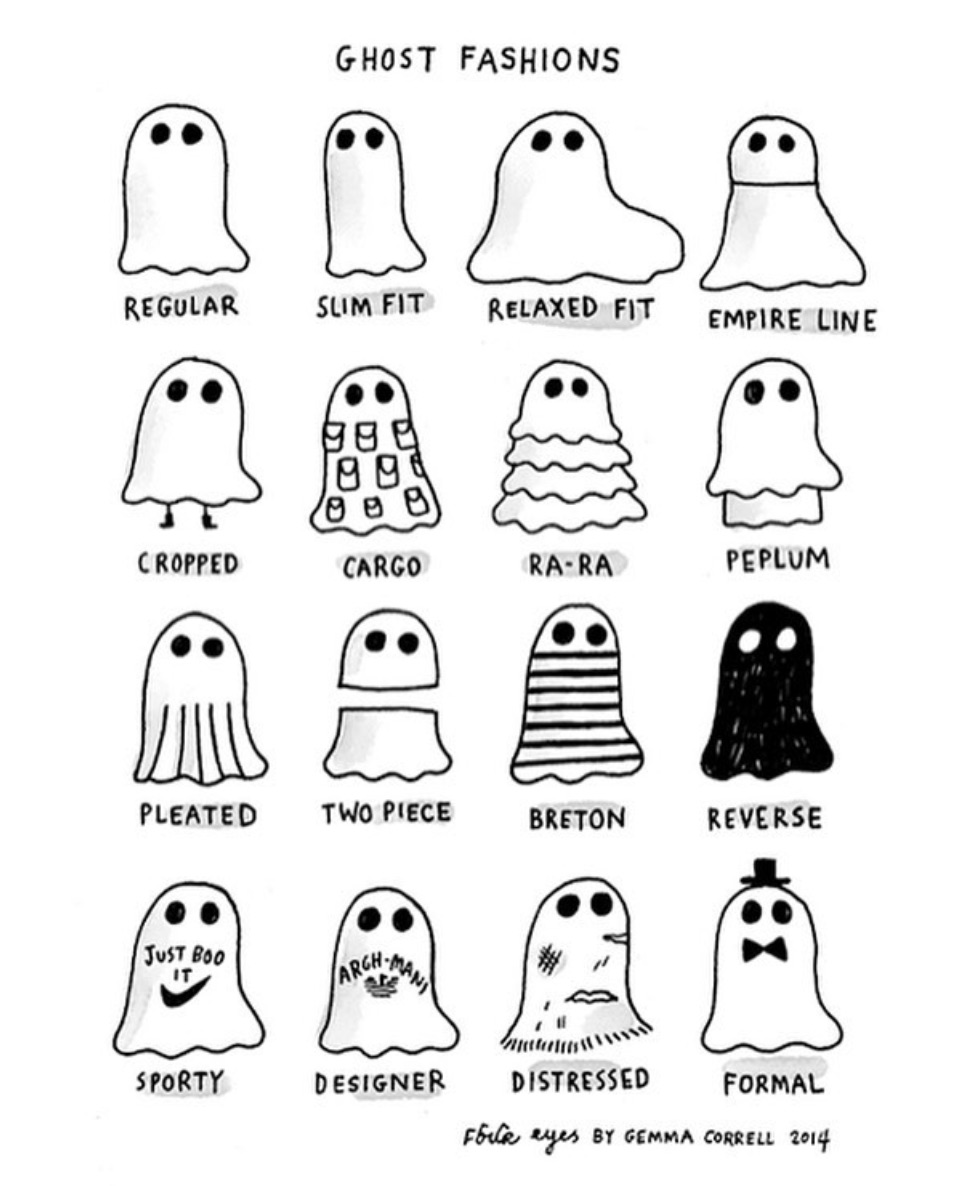 GHOST FASHIONS
REGULAR SLIM FIT RELAXED FIT EMPIRE LINE
CROPPED CARGO RA-RA PEPLUM
PLEATED TWO PIECE BRETON REVERSE
JUST BOO
IT
ARGH-MANI
SPORTY DESIGNER DISTRESSED FORMAL
eyes BY GEMMA CORRELL 2014